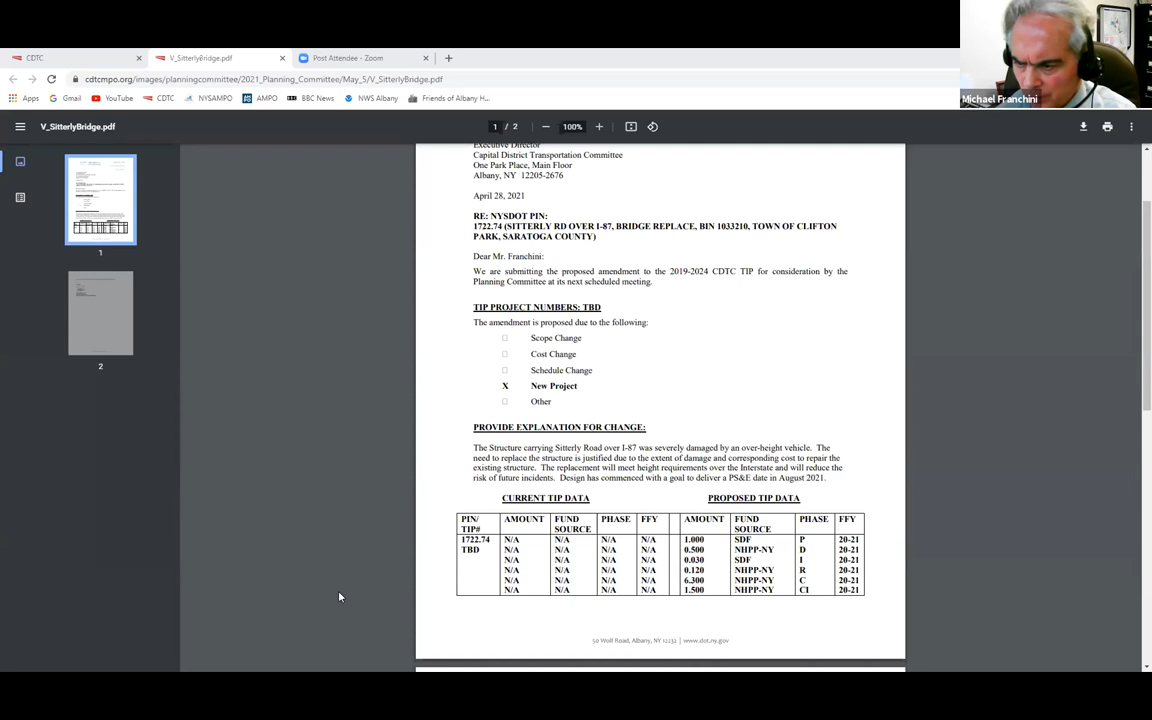 CDTC
V_SitterlyBridge.pdf
Post Attendee - Zoom
cdtcmpo.org/images/planningcommittee/2021_Planning_Committee/May_5/V_SitterlyBridge.pdf
Apps
Gmail
YouTube
CDTC
NYSAMPO
AMPO
BBC News
NWS Albany
Friends of Albany H...
Michael Franchini
V_SitterlyBridge.pdf
1 / 2
100%
1
2
Executive Director
Capital District Transportation Committee
One Park Place, Main Floor
Albany, NY 12205-2676
April 28, 2021
RE: NYSDOT PIN:
1722.74 (SITTERLY RD OVER I-87, BRIDGE REPLACE, BIN 1033210, TOWN OF CLIFTON
PARK, SARATOGA COUNTY)
Dear Mr. Franchini:
We are submitting the proposed amendment to the 2019-2024 CDTC TIP for consideration by the
Planning Committee at its next scheduled meeting.
TIP PROJECT NUMBERS: TBD
The amendment is proposed due to the following:
Scope Change
Cost Change
Schedule Change
X New Project
Other
PROVIDE EXPLANATION FOR CHANGE:
The Structure carrying Sitterly Road over I-87 was severely damaged by an over-height vehicle. The
need to replace the structure is justified due to the extent of damage and corresponding cost to repair the
existing structure. The replacement will meet height requirements over the Interstate and will reduce the
risk of future incidents. Design has commenced with a goal to deliver a PS&E date in August 2021.
CURRENT TIP DATA PROPOSED TIP DATA
PIN/ AMOUNT FUND PHASE FFY AMOUNT FUND PHASE FFY
TIP# SOURCE SOURCE
1722.74 N/A N/A N/A N/A 1.000 SDF P 20-21
TBD N/A N/A N/A N/A 0.500 NHPP-NY D 20-21
N/A N/A N/A N/A 0.030 SDF I 20-21
N/A N/A N/A N/A 0.120 NHPP-NY R 20-21
N/A N/A N/A N/A 6.300 NHPP-NY C 20-21
N/A N/A N/A N/A 1.500 NHPP-NY CI 20-21
50 Wolf Road, Albany, NY 12232 | www.dot.ny.gov